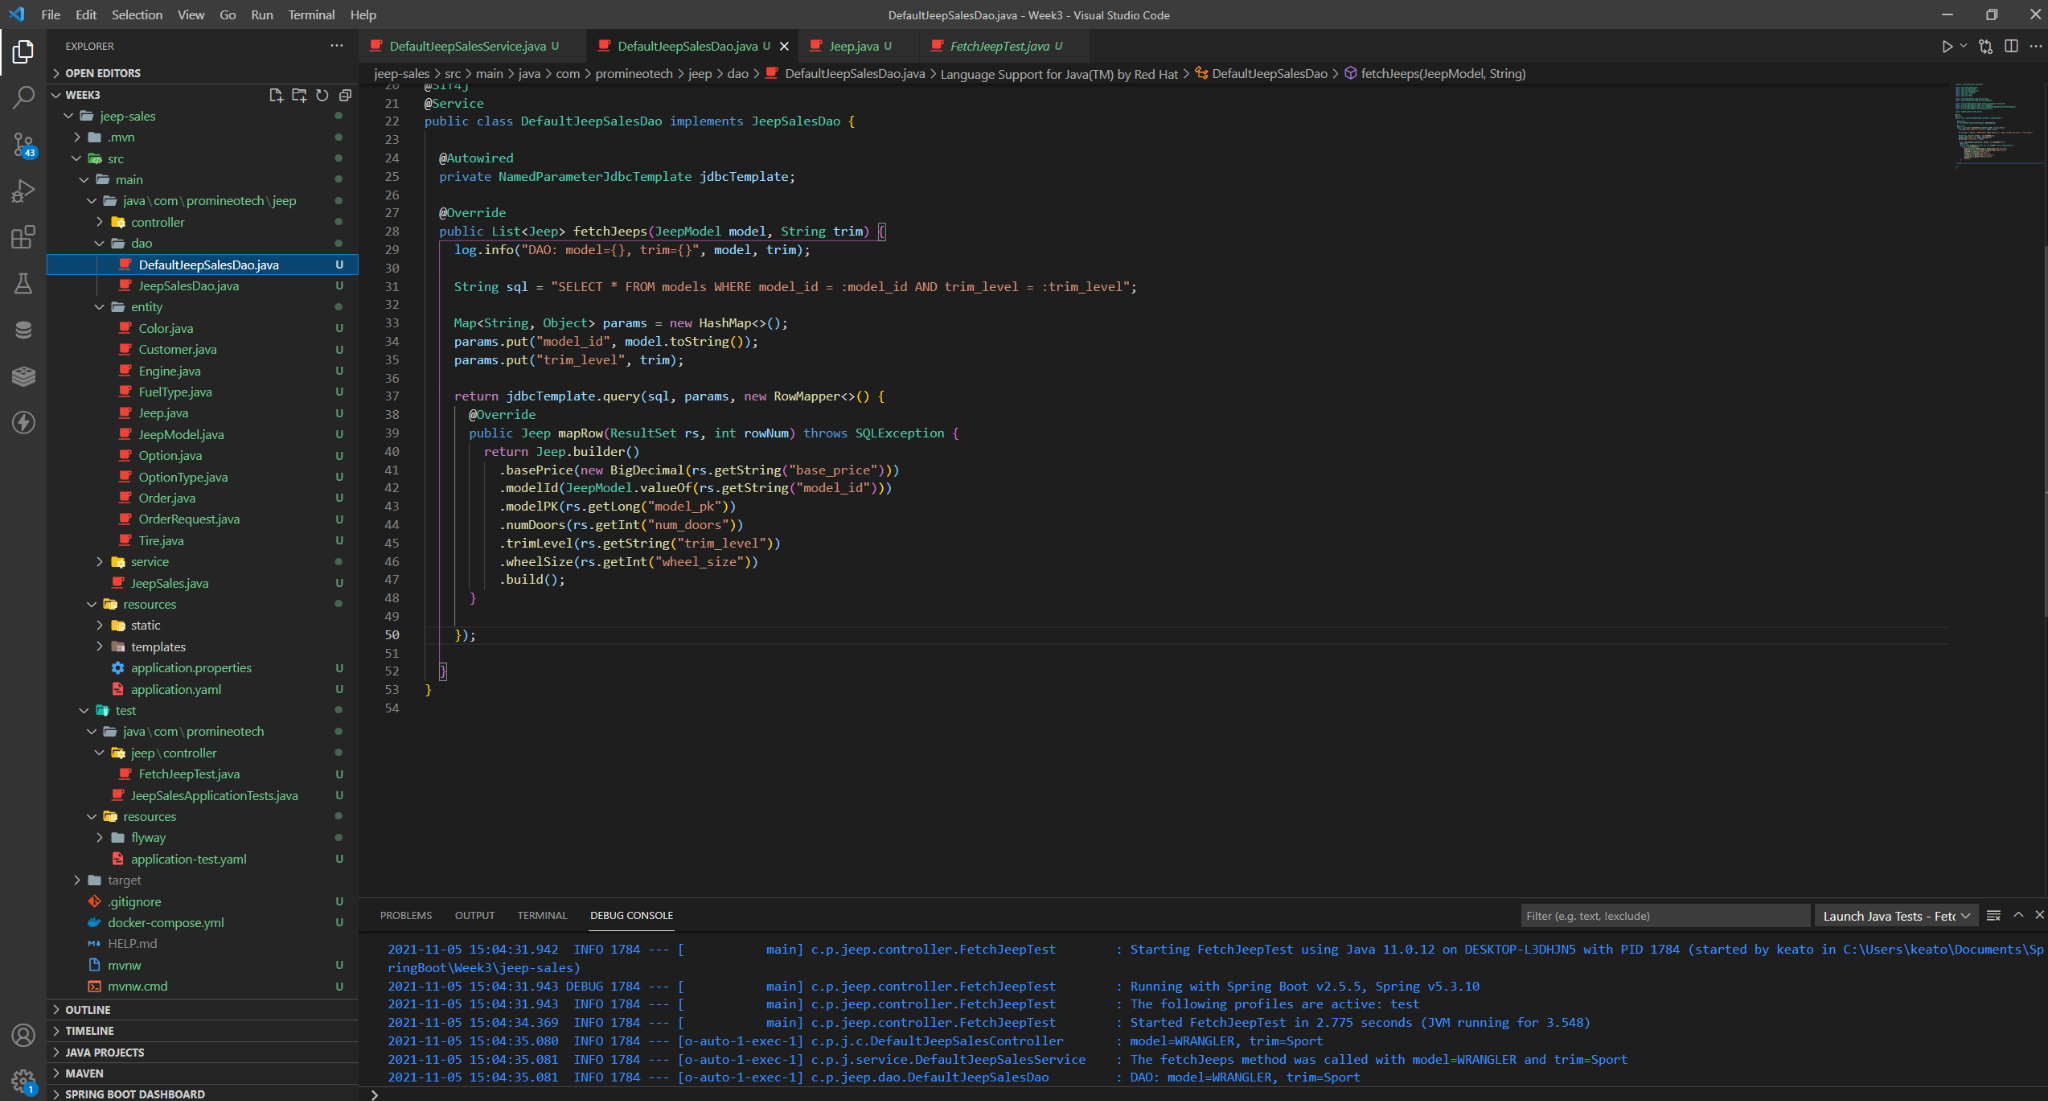 File Edit Selection View Go Run Terminal Help
DefaultJeepSalesDao.java - Week3 - Visual Studio Code
EXPLORER
DefaultJeepSalesService.java U
DefaultJeepSalesDao.java U
Jeep.java U
FetchJeepTest.java U
jeep-sales > src > main > java > com > promineotech > jeep > dao > DefaultJeepSalesDao.java > Language Support for Java(TM) by Red Hat > DefaultJeepSalesDao > fetchJeeps(JeepModel, String)
OPEN EDITORS
WEEK3
jeep-sales
.mvn
src
main
java\com\promineotech\jeep
controller
dao
DefaultJeepSalesDao.java U
JeepSalesDao.java U
entity
Color.java U
Customer.java U
Engine.java U
FuelType.java U
Jeep.java U
JeepModel.java U
Option.java U
OptionType.java U
Order.java U
OrderRequest.java U
Tire.java U
service
JeepSales.java U
resources
static
templates
application.properties U
application.yaml U
test
java\com\promineotech
jeep\controller
FetchJeepTest.java U
JeepSalesApplicationTests.java U
resources
flyway
application-test.yaml U
target
.gitignore U
docker-compose.yml U
HELP.md
mvnw U
mvnw.cmd U
OUTLINE
TIMELINE
JAVA PROJECTS
MAVEN
SPRING BOOT DASHBOARD
43
1
20 @Slf4j
21 @Service
22 public class DefaultJeepSalesDao implements JeepSalesDao {
23
24 @Autowired
25 private NamedParameterJdbcTemplate jdbcTemplate;
26
27 @Override
28 public List<Jeep> fetchJeeps(JeepModel model, String trim) {
29 log.info("DAO: model={}, trim={}", model, trim);
30
31 String sql = "SELECT * FROM models WHERE model_id = :model_id AND trim_level = :trim_level";
32
33 Map<String, Object> params = new HashMap<>();
34 params.put("model_id", model.toString());
35 params.put("trim_level", trim);
36
37 return jdbcTemplate.query(sql, params, new RowMapper<>() {
38 @Override
39 public Jeep mapRow(ResultSet rs, int rowNum) throws SQLException {
40 return Jeep.builder()
41 .basePrice(new BigDecimal(rs.getString("base_price")))
42 .modelId(JeepModel.valueOf(rs.getString("model_id")))
43 .modelPK(rs.getLong("model_pk"))
44 .numDoors(rs.getInt("num_doors"))
45 .trimLevel(rs.getString("trim_level"))
46 .wheelSize(rs.getInt("wheel_size"))
47 .build();
48 }
49
50 });
51
52 }
53 }
54
PROBLEMS OUTPUT TERMINAL DEBUG CONSOLE
Filter (e.g. text, !exclude)
Launch Java Tests - Fetc
2021-11-05 15:04:31.942 INFO 1784 --- [ main] c.p.jeep.controller.FetchJeepTest : Starting FetchJeepTest using Java 11.0.12 on DESKTOP-L3DHJN5 with PID 1784 (started by keato in C:\Users\keato\Documents\Sp
ringBoot\Week3\jeep-sales)
2021-11-05 15:04:31.943 DEBUG 1784 --- [ main] c.p.jeep.controller.FetchJeepTest : Running with Spring Boot v2.5.5, Spring v5.3.10
2021-11-05 15:04:31.943 INFO 1784 --- [ main] c.p.jeep.controller.FetchJeepTest : The following profiles are active: test
2021-11-05 15:04:34.369 INFO 1784 --- [ main] c.p.jeep.controller.FetchJeepTest : Started FetchJeepTest in 2.775 seconds (JVM running for 3.548)
2021-11-05 15:04:35.080 INFO 1784 --- [o-auto-1-exec-1] c.p.j.c.DefaultJeepSalesController : model=WRANGLER, trim=Sport
2021-11-05 15:04:35.081 INFO 1784 --- [o-auto-1-exec-1] c.p.j.service.DefaultJeepSalesService : The fetchJeeps method was called with model=WRANGLER and trim=Sport
2021-11-05 15:04:35.081 INFO 1784 --- [o-auto-1-exec-1] c.p.jeep.dao.DefaultJeepSalesDao : DAO: model=WRANGLER, trim=Sport